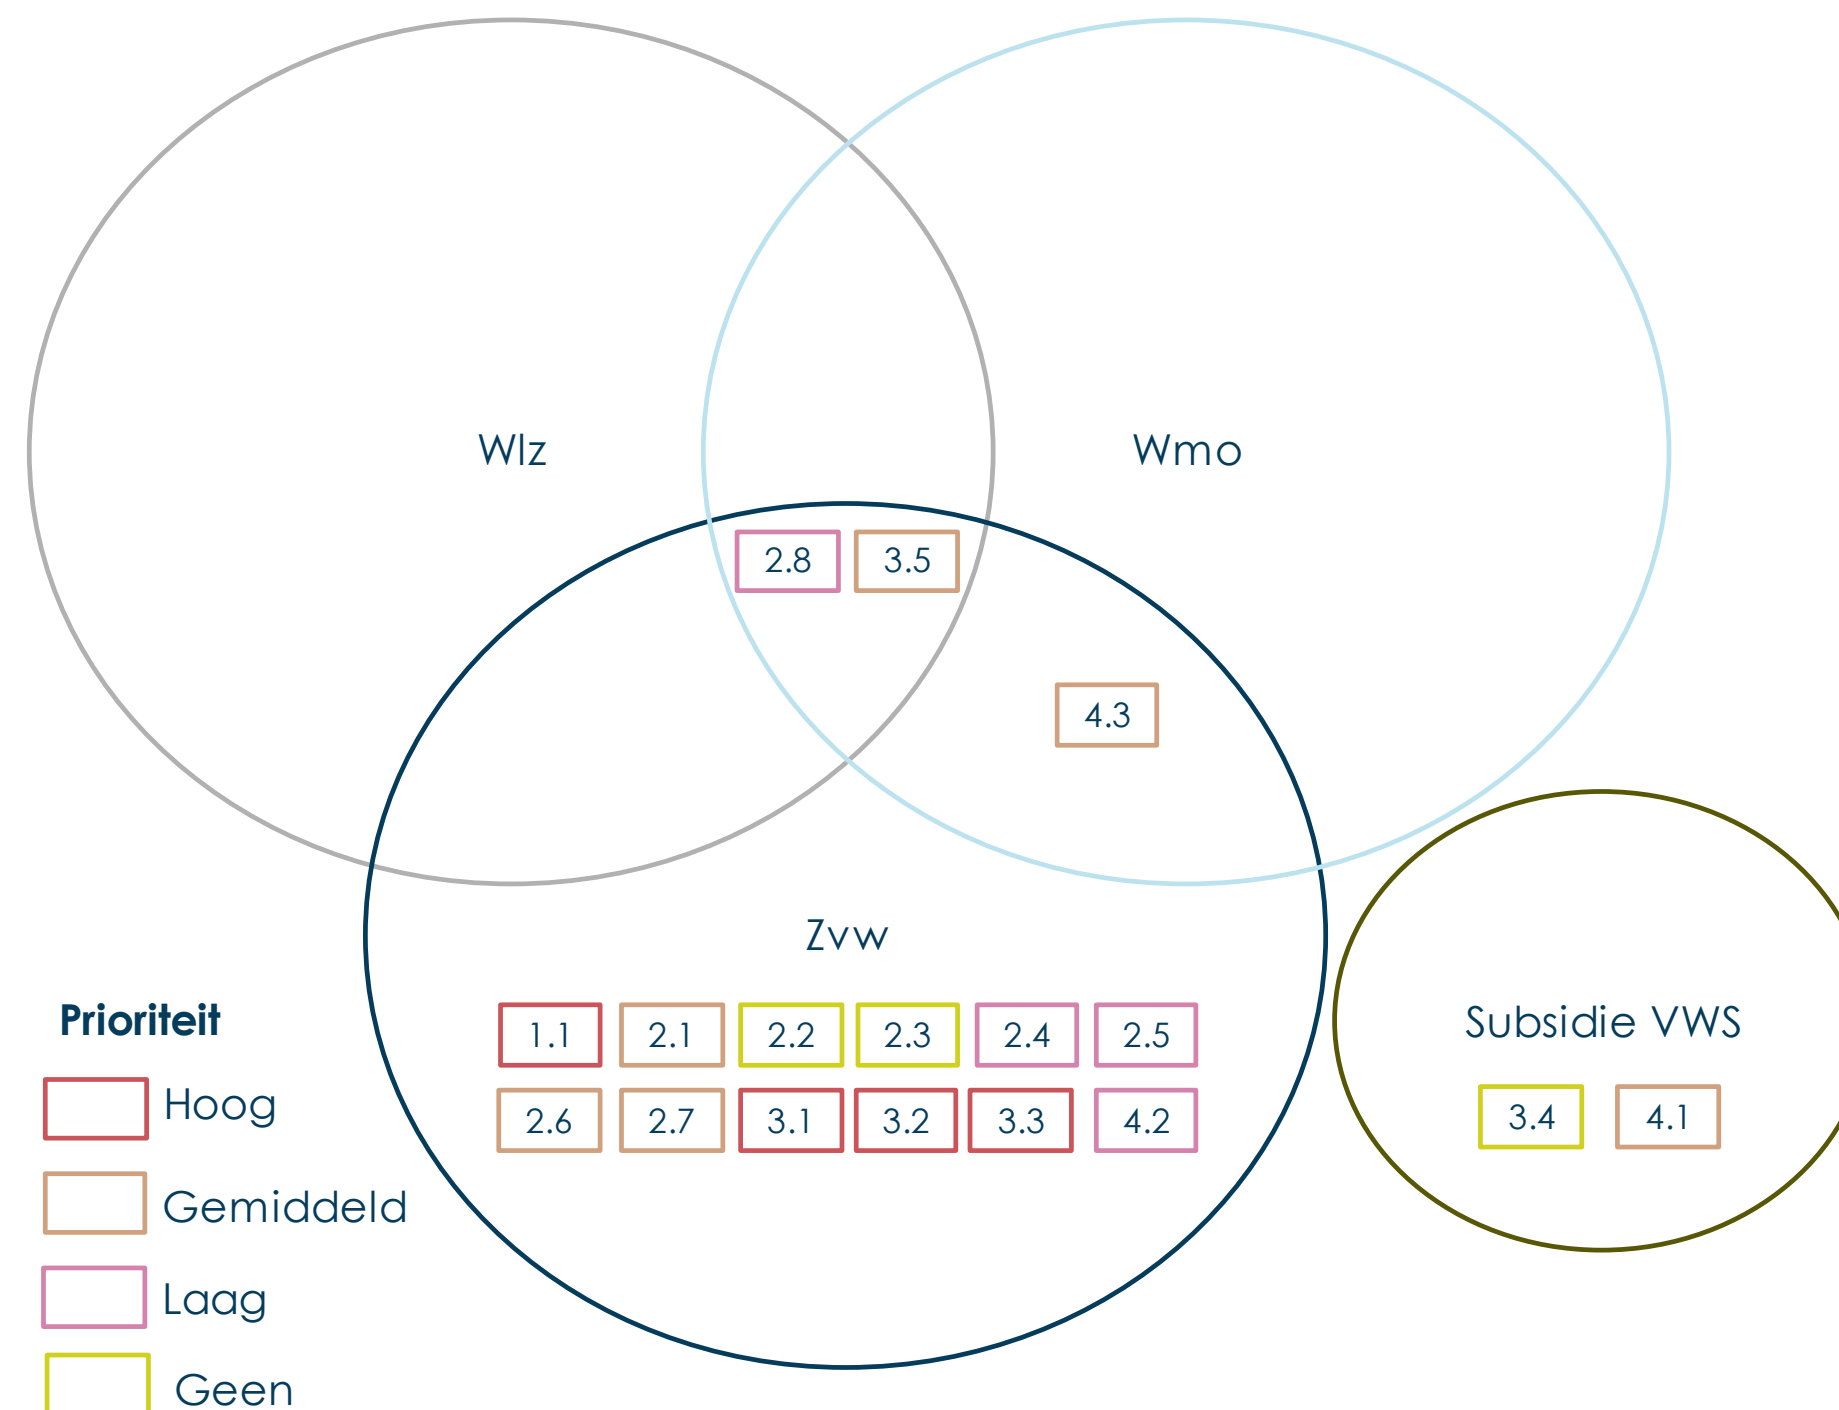 Wlz
Wmo
2.8
3.5
4.3
Zvw
1.1
2.1
2.2
2.3
2.4
2.5
2.6
2.7
3.1
3.2
3.3
4.2
Subsidie VWS
3.4
4.1
Prioriteit
Hoog
Gemiddeld
Laag
Geen